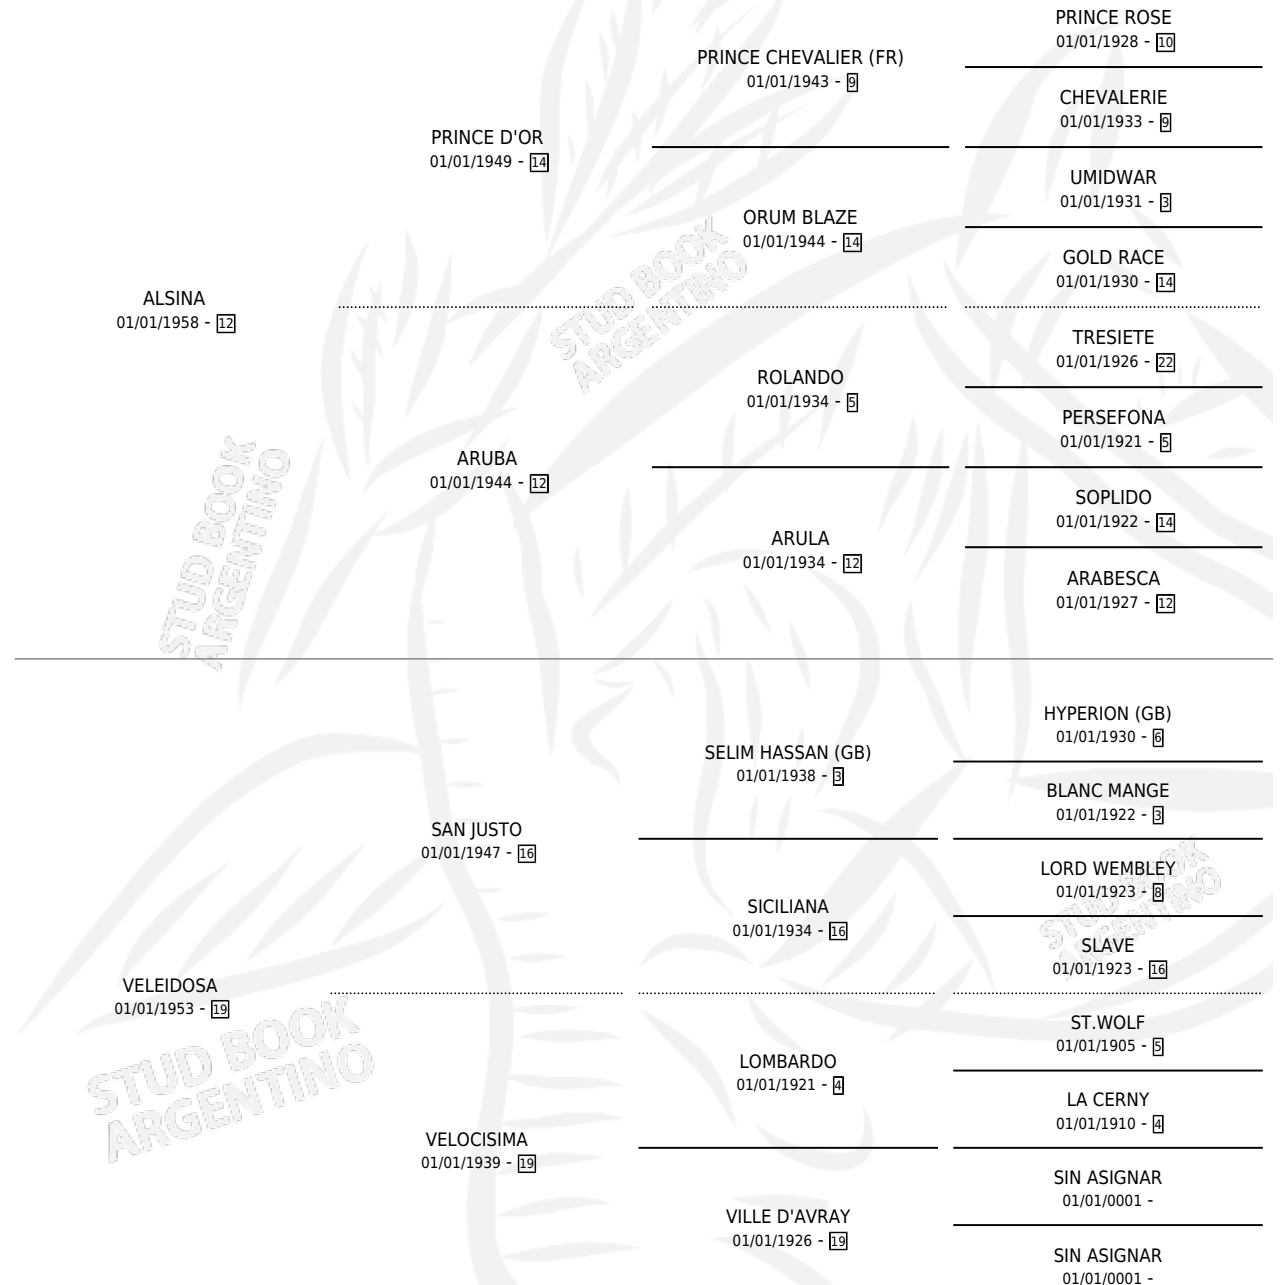 PRINCE ROSE
01/01/1928 - 10
PRINCE CHEVALIER (FR)
01/01/1943 - 9
CHEVALERIE
01/01/1933 - 9
PRINCE D'OR
01/01/1949 - 14
UMIDWAR
01/01/1931 - 3
ORUM BLAZE
01/01/1944 - 14
GOLD RACE
01/01/1930 - 14
ALSINA
01/01/1958 - 12
STUD BOOK
ARGENTINO
TRESIETE
01/01/1926 - 22
ROLANDO
01/01/1934 - 5
PERSEFONA
01/01/1921 - 5
ARUBA
01/01/1944 - 12
SOPLIDO
01/01/1922 - 14
ARULA
01/01/1934 - 12
ARABESCA
01/01/1927 - 12
STUD BOOK
ARGENTINO
HYPERION (GB)
01/01/1930 - 6
SELIM HASSAN (GB)
01/01/1938 - 3
BLANC MANGE
01/01/1922 - 3
SAN JUSTO
01/01/1947 - 16
LORD WEMBLEY
01/01/1923 - 8
SICILIANA
01/01/1934 - 16
SLAVE
01/01/1923 - 16
STUD BOOK
ARGENTINO
VELEIDOSA
01/01/1953 - 19
ST.WOLF
01/01/1905 - 5
LOMBARDO
01/01/1921 - 4
LA CERNY
01/01/1910 - 4
STUD BOOK
ARGENTINO
VELOCISIMA
01/01/1939 - 19
SIN ASIGNAR
01/01/0001 -
VILLE D'AVRAY
01/01/1926 - 19
SIN ASIGNAR
01/01/0001 -